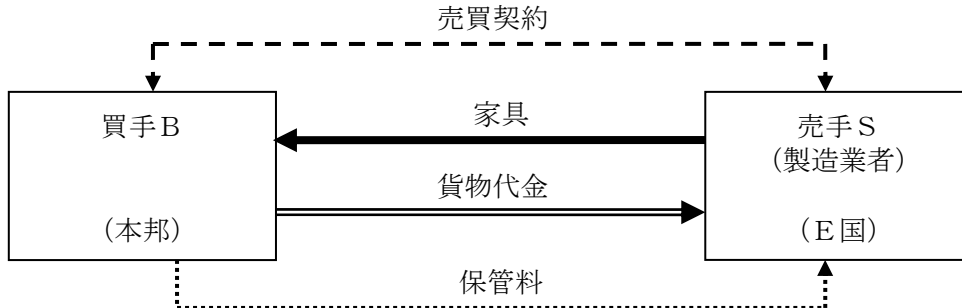 売買契約
買手B
(本邦)
家具
貨物代金
売手S
(製造業者)
(E国)
保管料